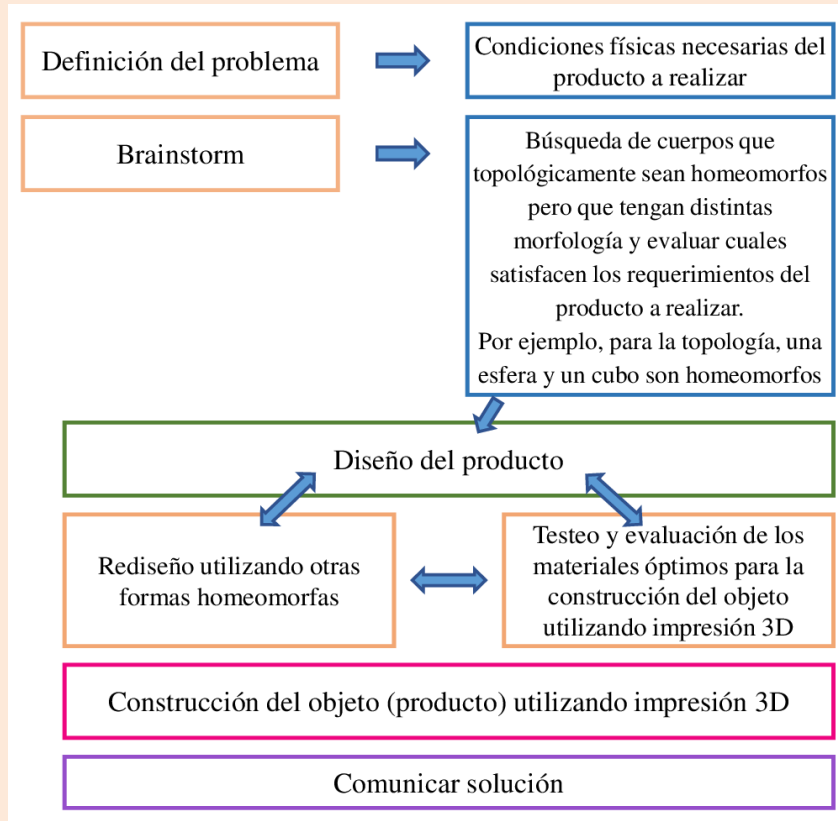 Definición del problema
Condiciones físicas necesarias del
producto a realizar
Brainstorm
Búsqueda de cuerpos que
topológicamente sean homeomorfos
pero que tengan distintas
morfología y evaluar cuales
satisfacen los requerimientos del
producto a realizar.
Por ejemplo, para la topología, una
esfera y un cubo son homeomorfos
Diseño del producto
Rediseño utilizando otras
formas homeomorfas
Testeo y evaluación de los
materiales óptimos para la
construcción del objeto
utilizando impresión 3D
Construcción del objeto (producto) utilizando impresión 3D
Comunicar solución